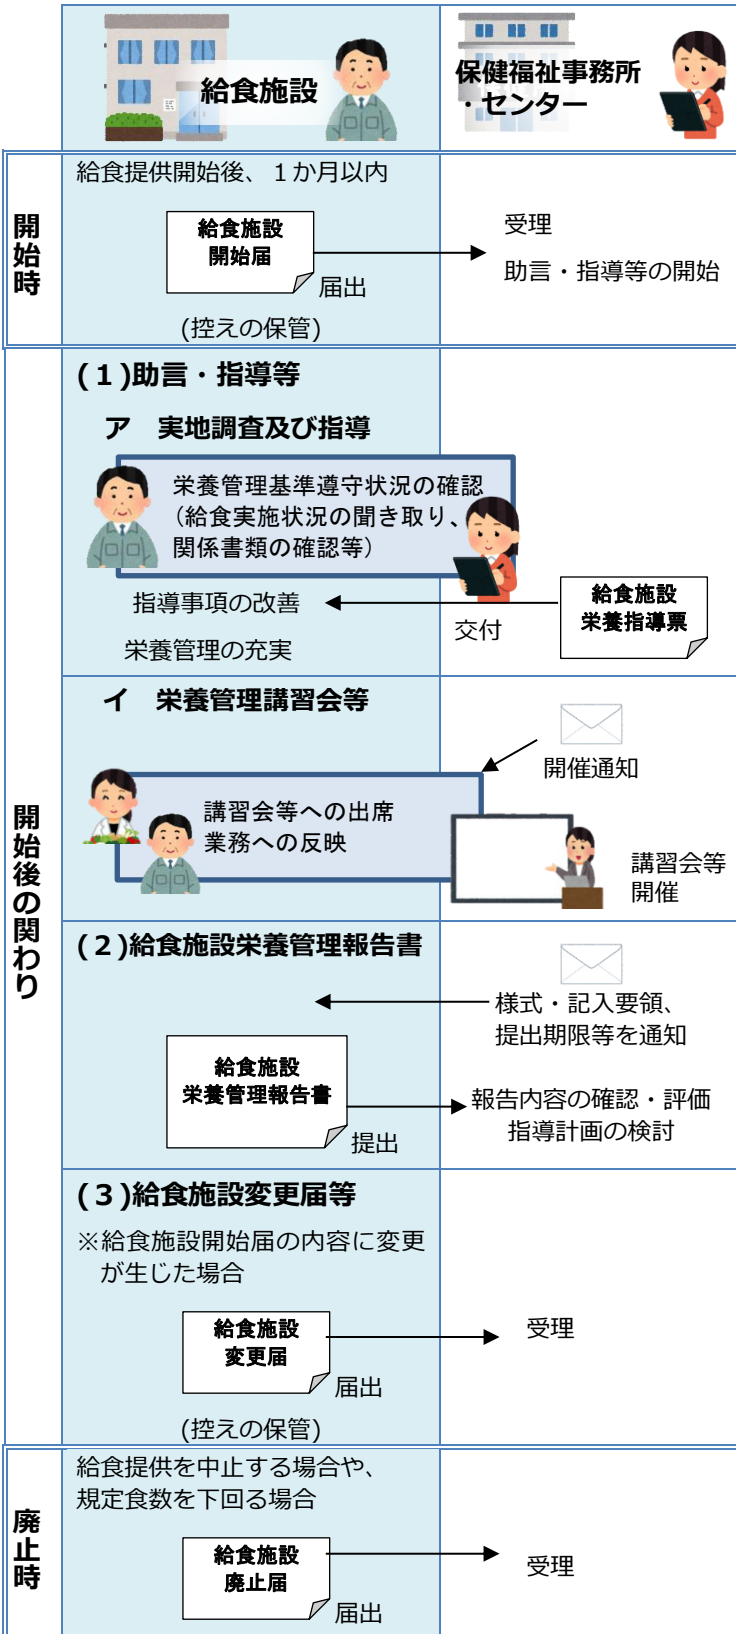 給食施設
保健福祉事務所
・センター
開始時
給食提供開始後、１か月以内
給食施設
開始届
届出
(控えの保管)
受理
助言・指導等の開始
開始後の関わり
(１)助言・指導等
ア　実地調査及び指導
栄養管理基準遵守状況の確認
（給食実施状況の聞き取り、
関係書類の確認等）
指導事項の改善
栄養管理の充実
交付
給食施設
栄養指導票
イ　栄養管理講習会等
開催通知
講習会等への出席
業務への反映
講習会等
開催
(２)給食施設栄養管理報告書
様式・記入要領、
提出期限等を通知
給食施設
栄養管理報告書
提出
報告内容の確認・評価
指導計画の検討
(３)給食施設変更届等
※給食施設開始届の内容に変更
が生じた場合
給食施設
変更届
届出
(控えの保管)
受理
廃止時
給食提供を中止する場合や、
規定食数を下回る場合
給食施設
廃止届
届出
受理